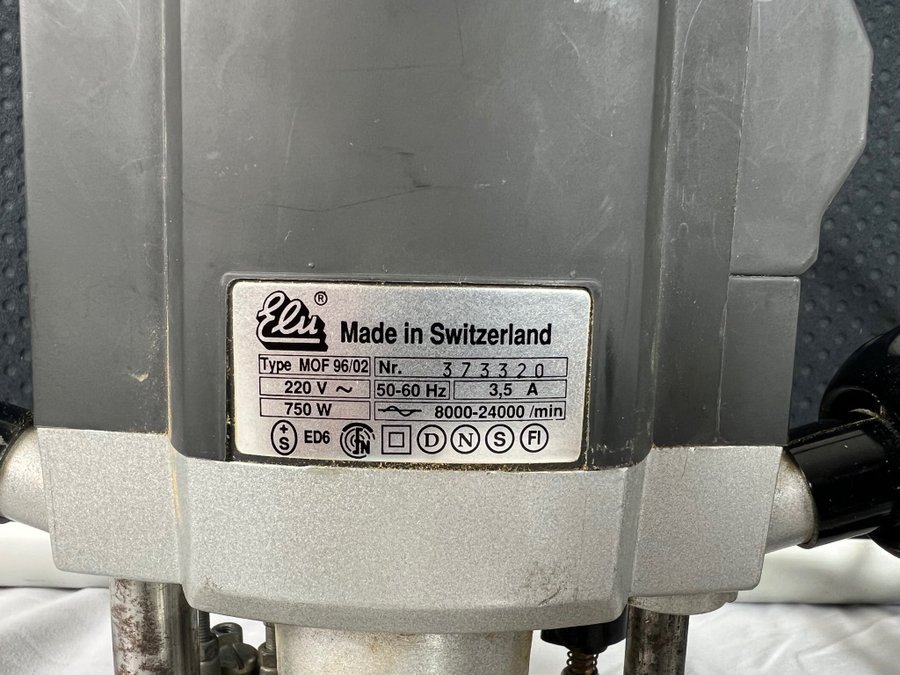 Elu ® Made in Switzerland
Type MOF 96/02 Nr. 373320
220 V ~ 50-60 Hz 3,5 A
750 W 8000-24000 /min
+S ED6 D N S FI